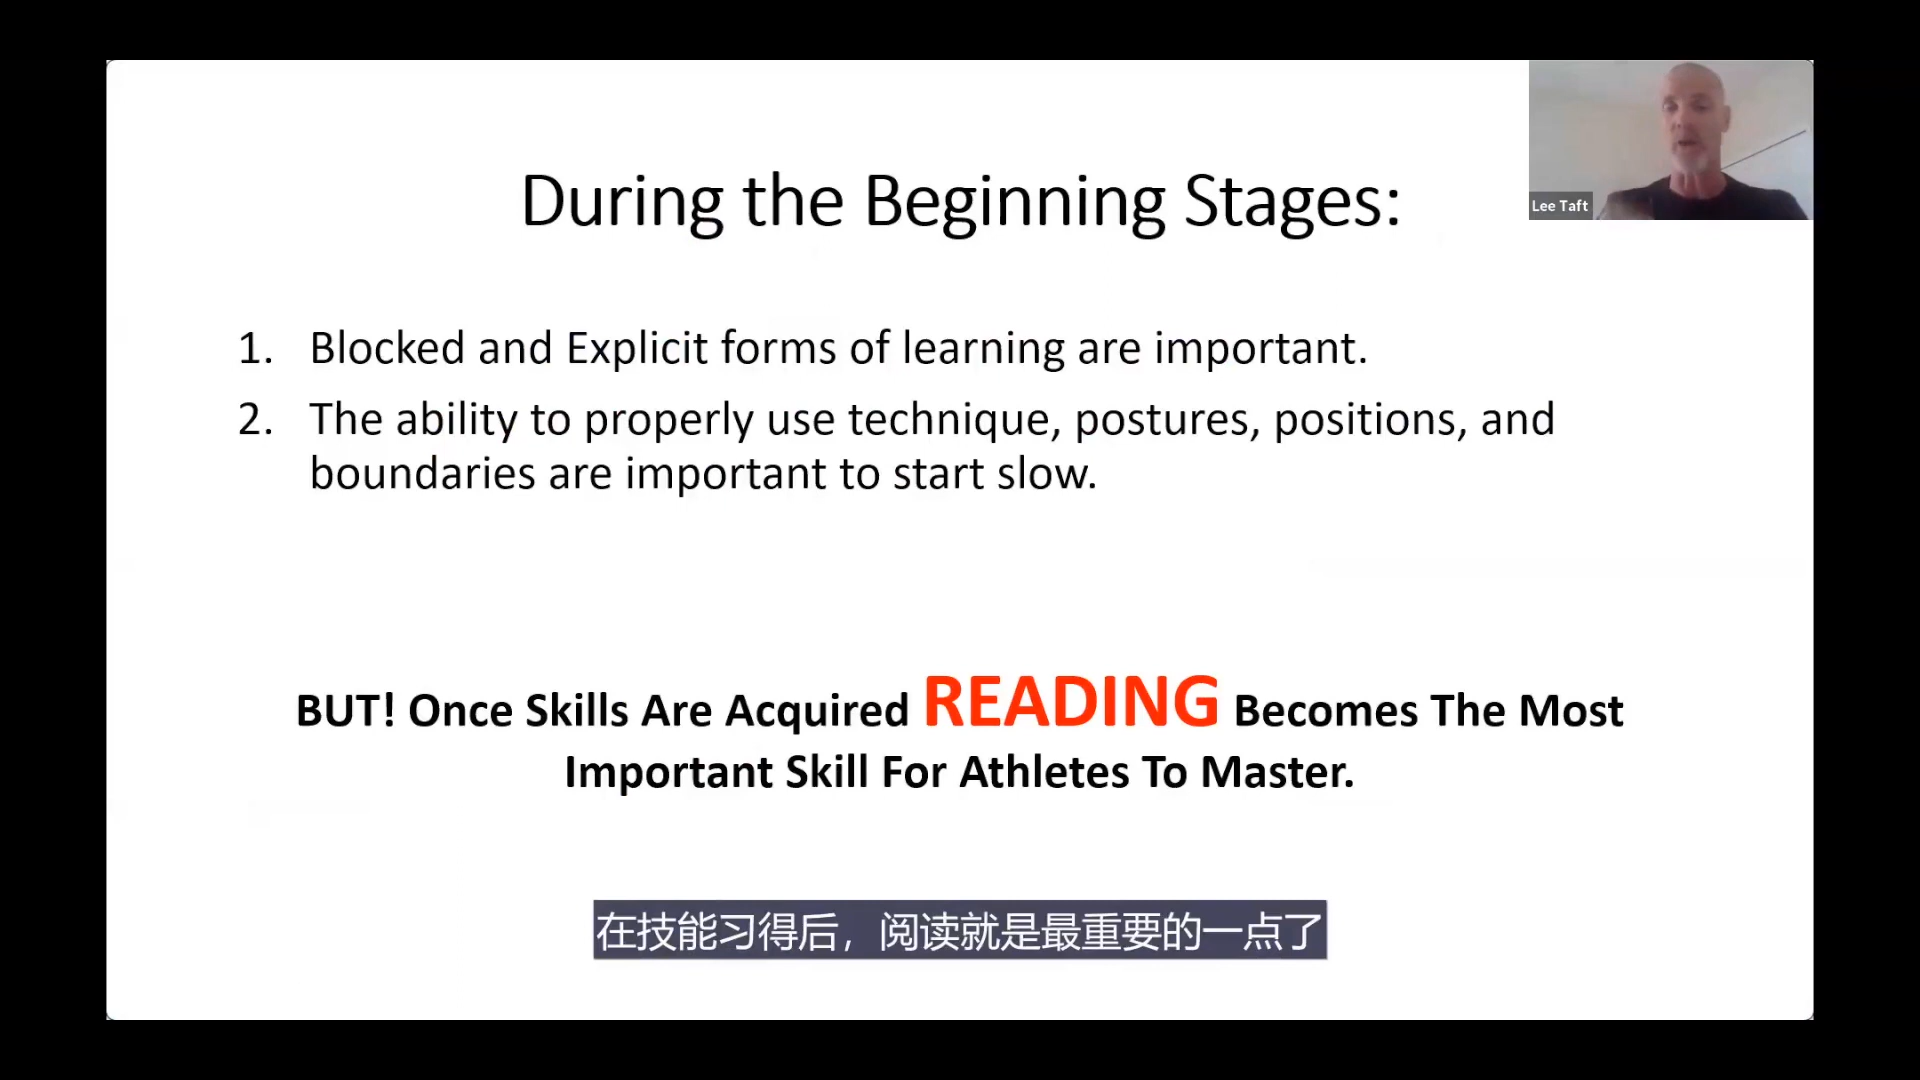 Lee Taft
During the Beginning Stages:
1. Blocked and Explicit forms of learning are important.
2. The ability to properly use technique, postures, positions, and
boundaries are important to start slow.
BUT! Once Skills Are Acquired READING Becomes The Most
Important Skill For Athletes To Master.
在技能习得后，阅读就是最重要的一点了